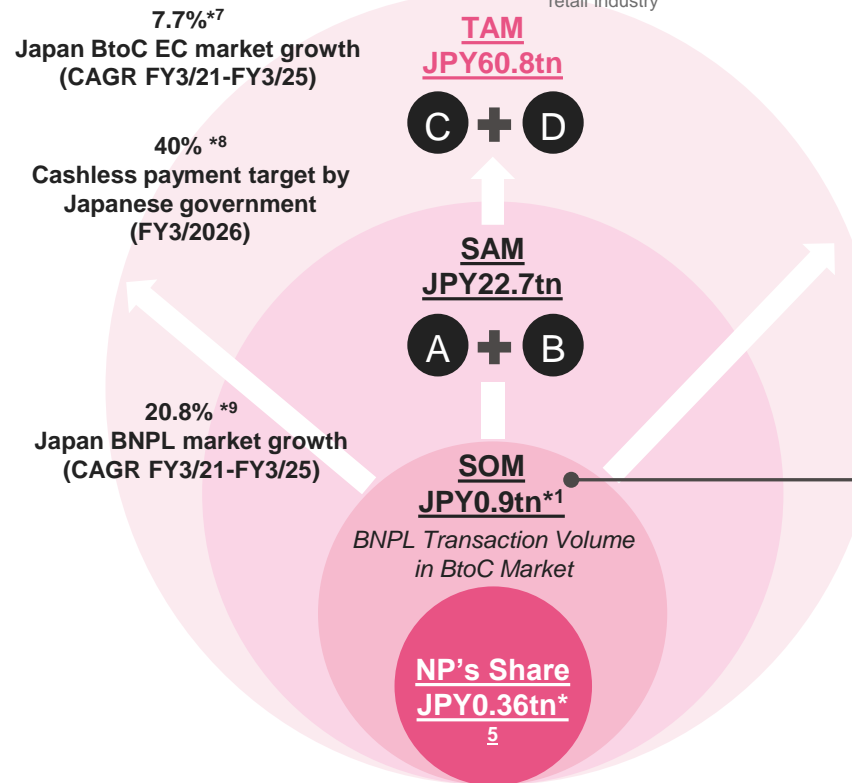 retail industry
7.7%*7
Japan BtoC EC market growth
(CAGR FY3/21-FY3/25)
TAM
JPY60.8tn
C + D
40% *8
Cashless payment target by
Japanese government
(FY3/2026)
SAM
JPY22.7tn
A + B
20.8% *9
Japan BNPL market growth
(CAGR FY3/21-FY3/25)
SOM
JPY0.9tn*1
BNPL Transaction Volume
in BtoC Market
NP's Share
JPY0.36tn*
5